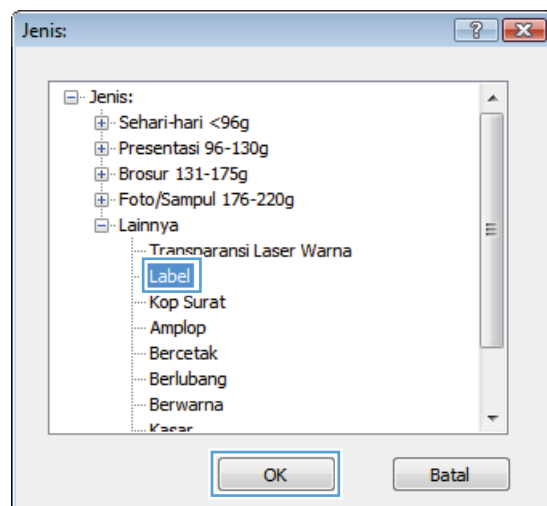 Jenis:
Jenis:
Sehari-hari <96g
Presentasi 96-130g
Brosur 131-175g
Foto/Sampul 176-220g
Lainnya
Transparansi Laser Warna
Label
Kop Surat
Amplop
Bercetak
Berlubang
Berwarna
Kasar
OK Batal